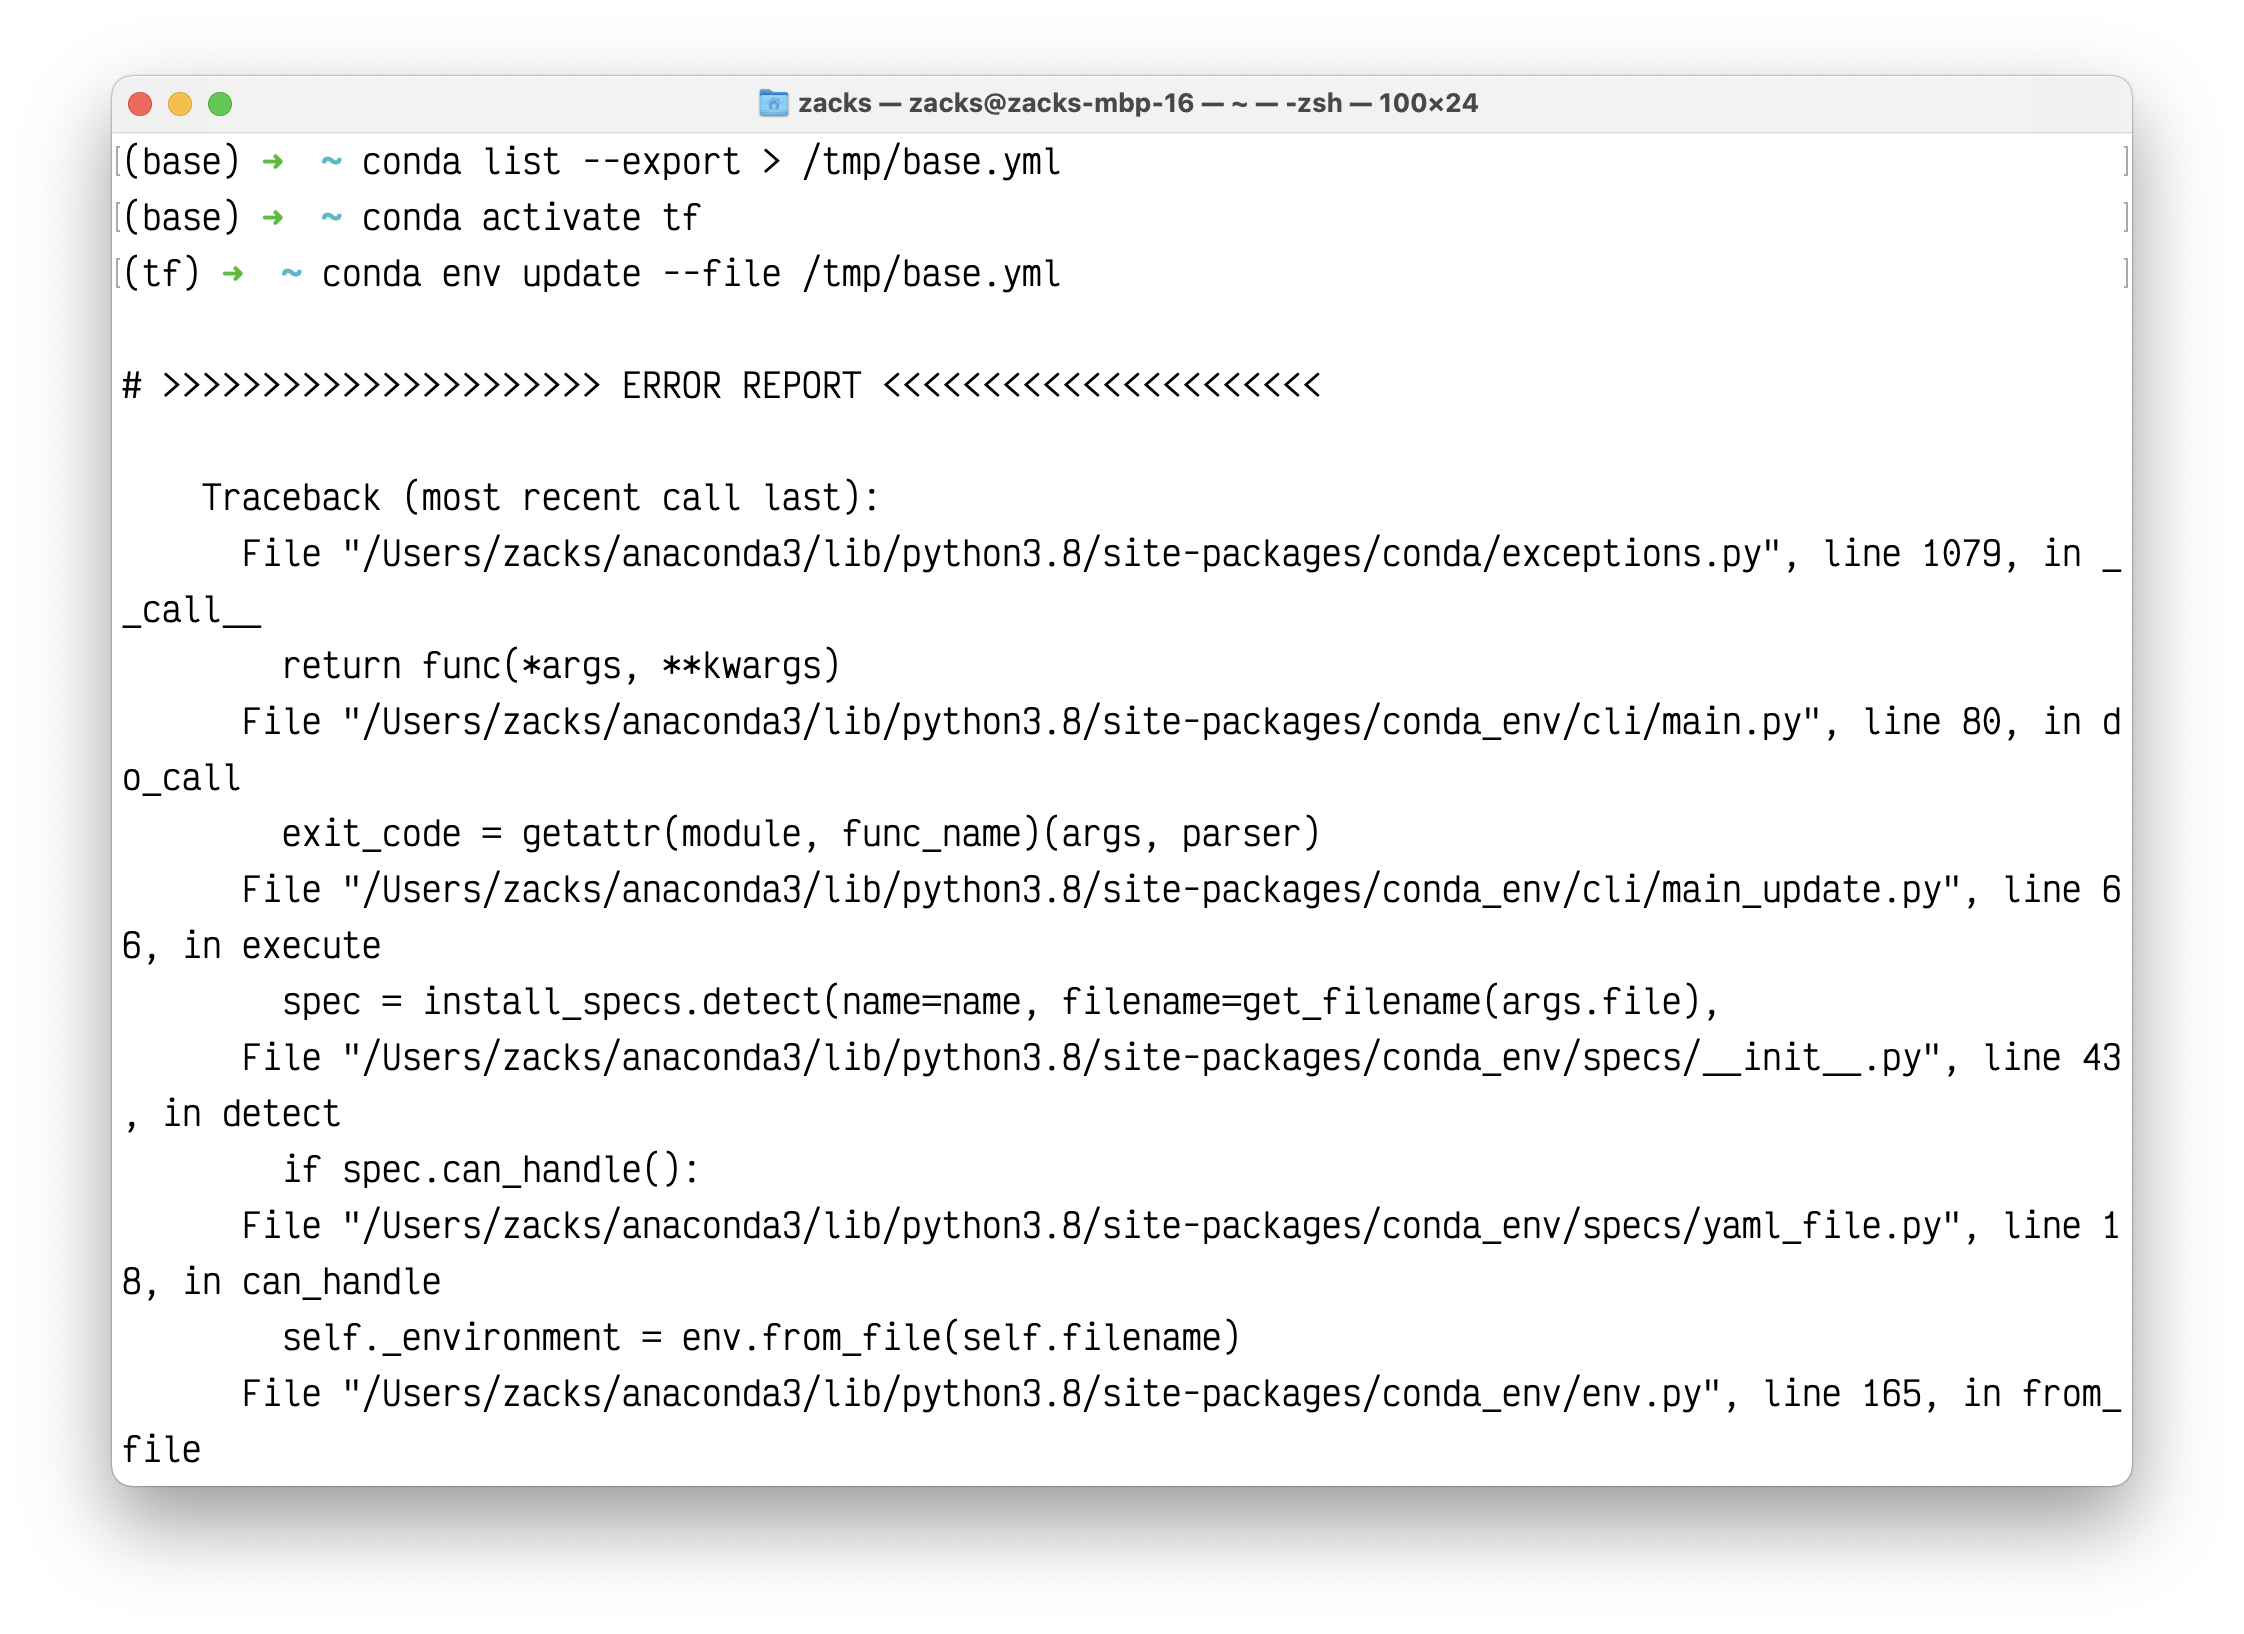 zacks — zacks@zacks-mbp-16 — ~ — -zsh — 100×24
[(base) ➜  ~ conda list --export > /tmp/base.yml ]
[(base) ➜  ~ conda activate tf ]
[(tf) ➜  ~ conda env update --file /tmp/base.yml ]
# >>>>>>>>>>>>>>>>>>>>>> ERROR REPORT <<<<<<<<<<<<<<<<<<<<<<
Traceback (most recent call last):
File "/Users/zacks/anaconda3/lib/python3.8/site-packages/conda/exceptions.py", line 1079, in _
_call__
return func(*args, **kwargs)
File "/Users/zacks/anaconda3/lib/python3.8/site-packages/conda_env/cli/main.py", line 80, in d
o_call
exit_code = getattr(module, func_name)(args, parser)
File "/Users/zacks/anaconda3/lib/python3.8/site-packages/conda_env/cli/main_update.py", line 6
6, in execute
spec = install_specs.detect(name=name, filename=get_filename(args.file),
File "/Users/zacks/anaconda3/lib/python3.8/site-packages/conda_env/specs/__init__.py", line 43
, in detect
if spec.can_handle():
File "/Users/zacks/anaconda3/lib/python3.8/site-packages/conda_env/specs/yaml_file.py", line 1
8, in can_handle
self._environment = env.from_file(self.filename)
File "/Users/zacks/anaconda3/lib/python3.8/site-packages/conda_env/env.py", line 165, in from_
file